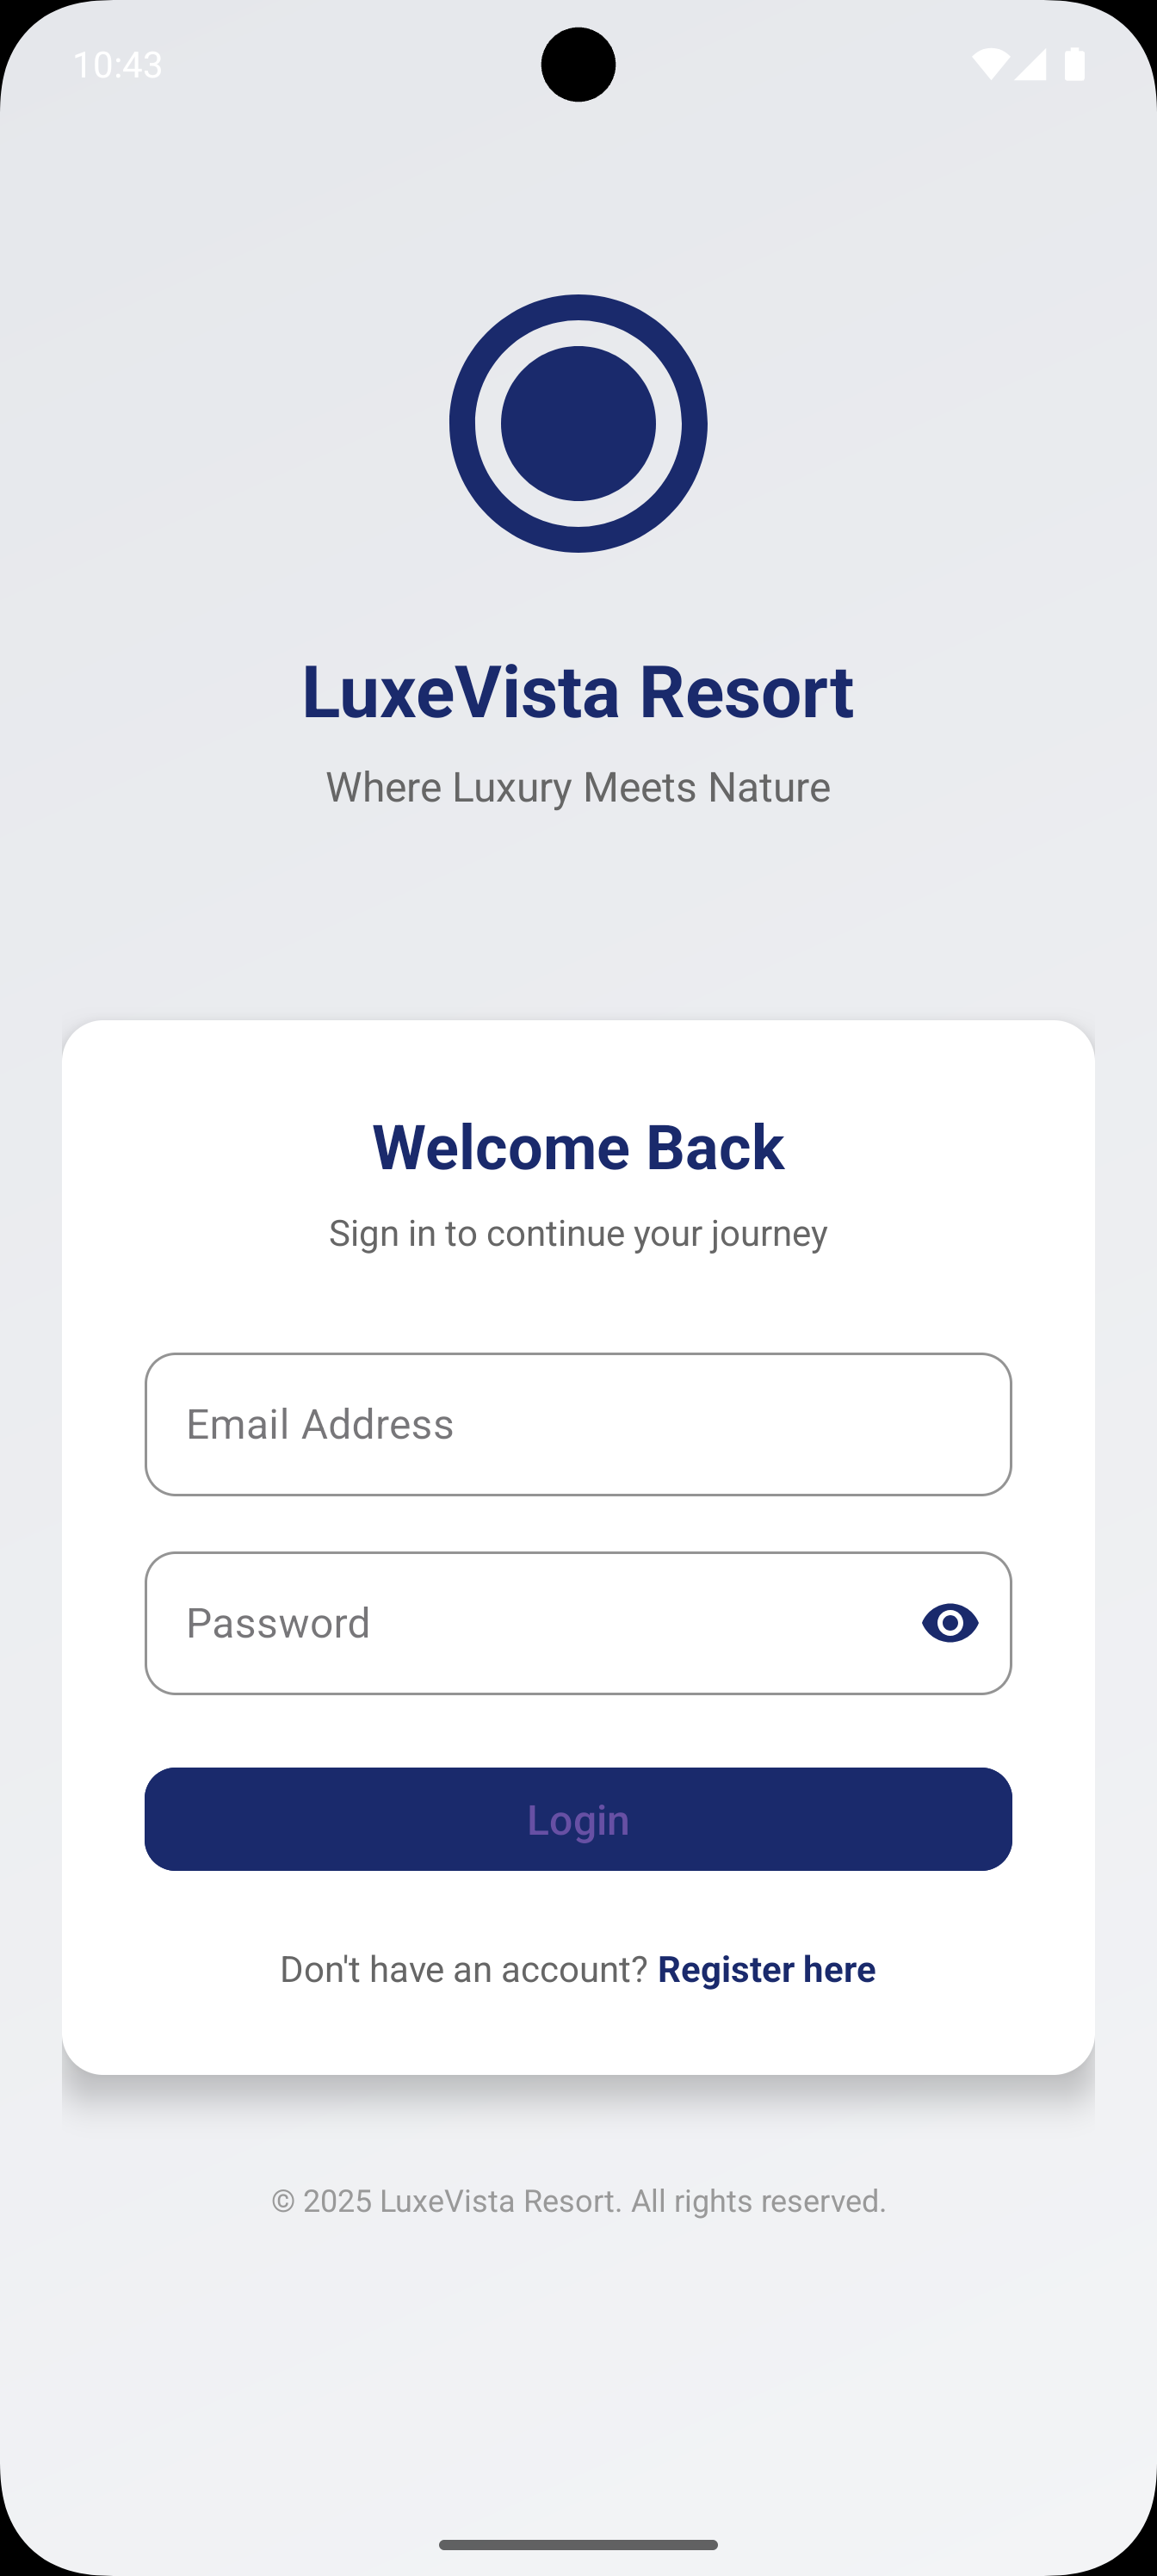 10:43
LuxeVista Resort
Where Luxury Meets Nature
Welcome Back
Sign in to continue your journey
Email Address
Password
Login
Don't have an account? Register here
© 2025 LuxeVista Resort. All rights reserved.